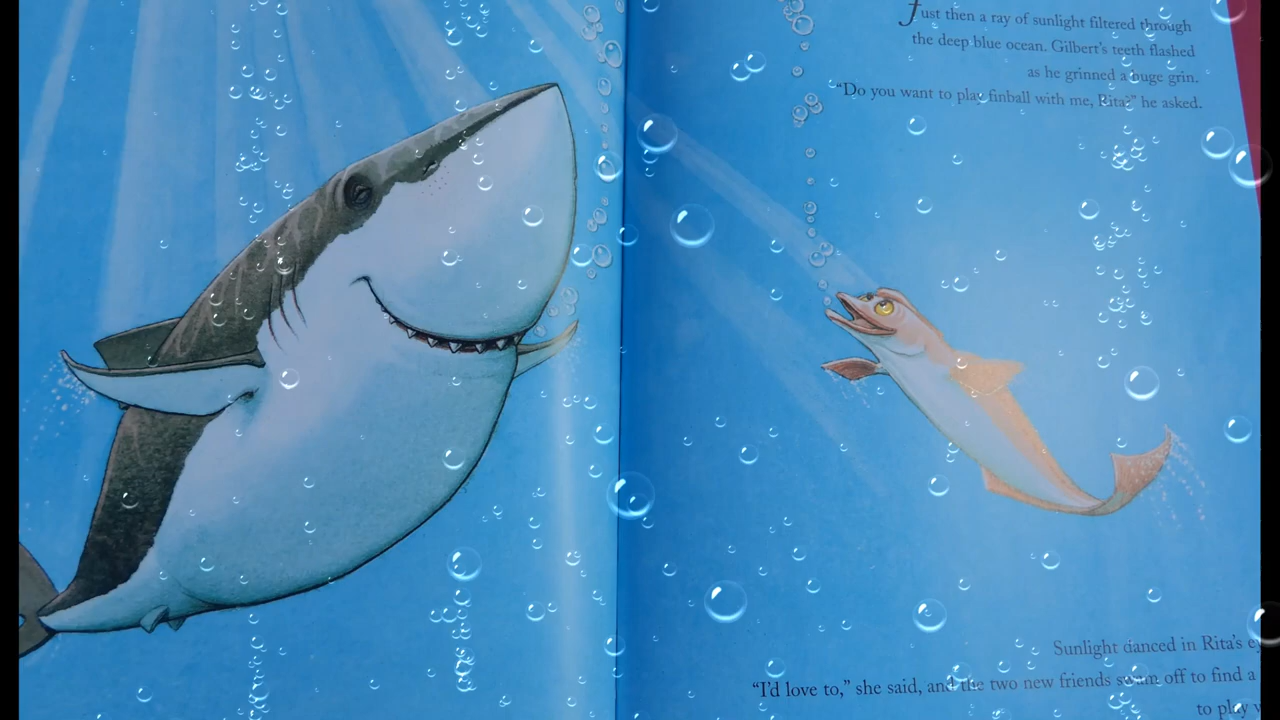 Just then a ray of sunlight filtered through
the deep blue ocean. Gilbert's teeth flashed
as he grinned a huge grin.
"Do you want to play finball with me, Rita?" he asked.
Sunlight danced in Rita's
"I'd love to," she said, and the two new friends swam off to find a
to play